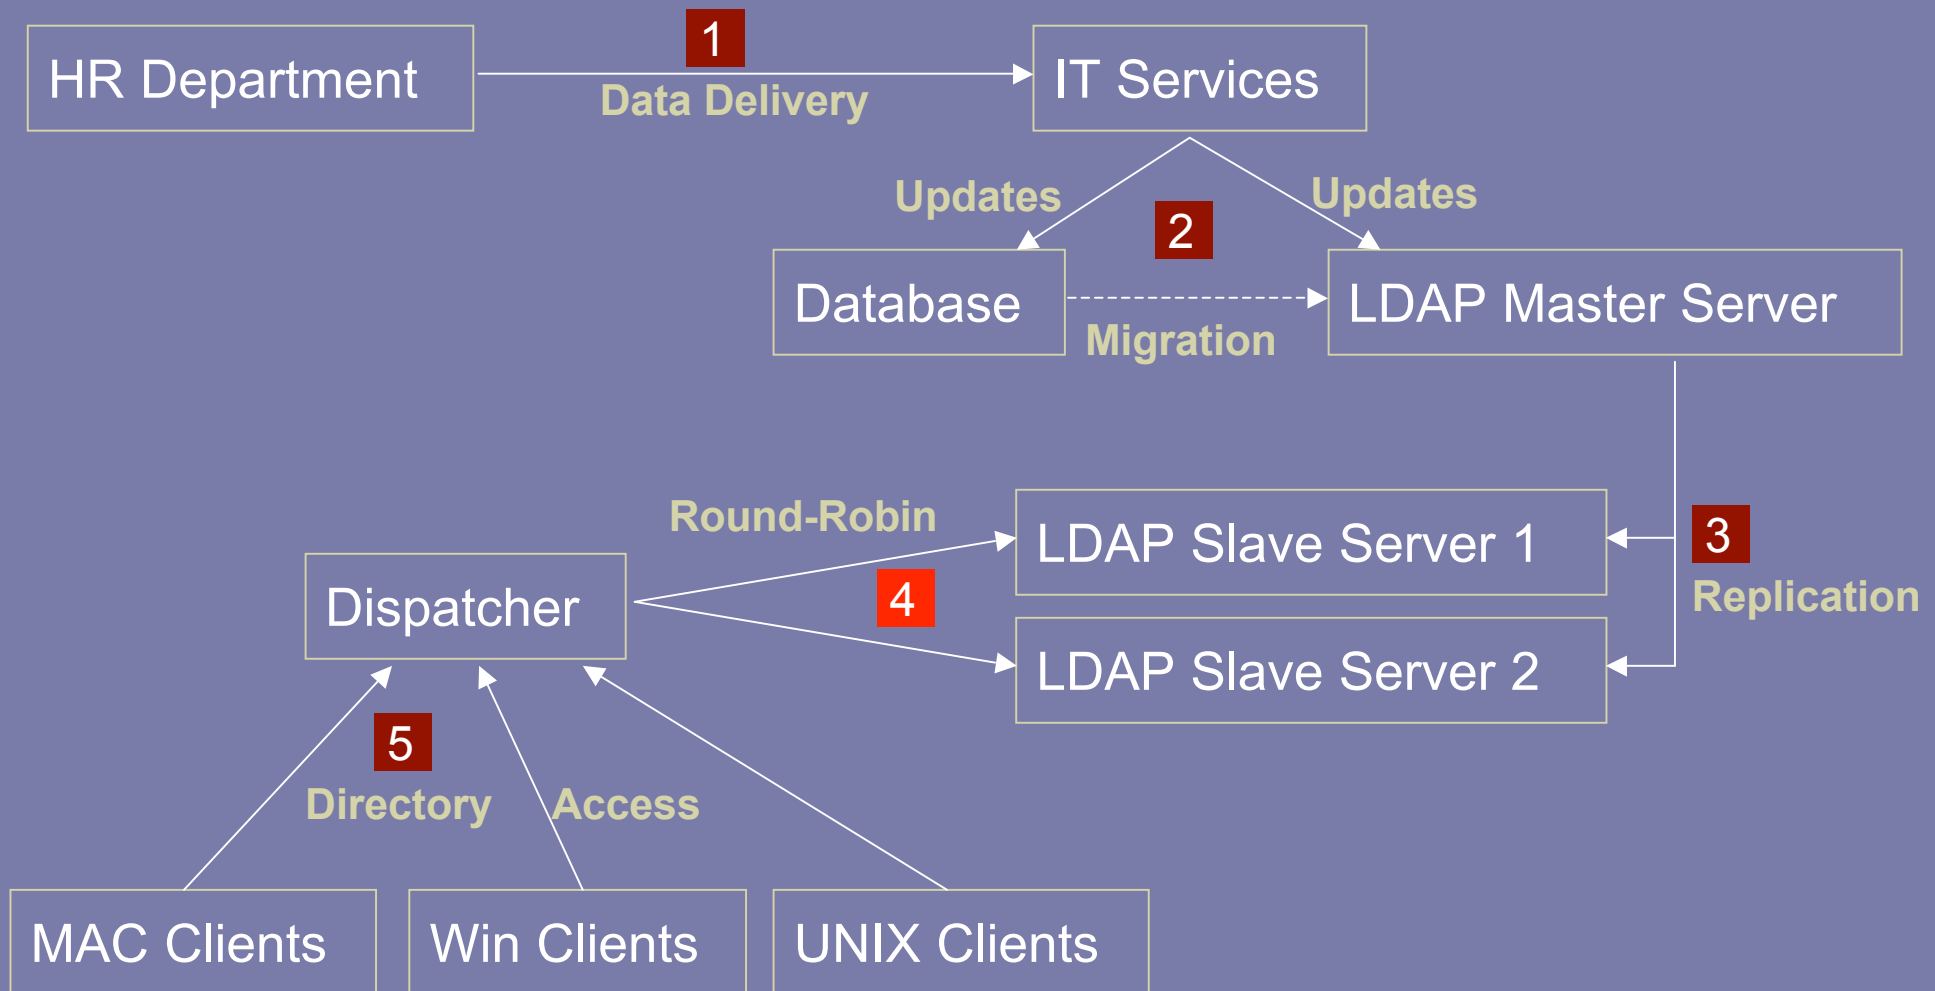 1
HR Department
IT Services
Data Delivery
Updates
Updates
2
Database
LDAP Master Server
Migration
Round-Robin
LDAP Slave Server 1
3
4
Dispatcher
Replication
LDAP Slave Server 2
5
Directory
Access
MAC Clients
Win Clients
UNIX Clients